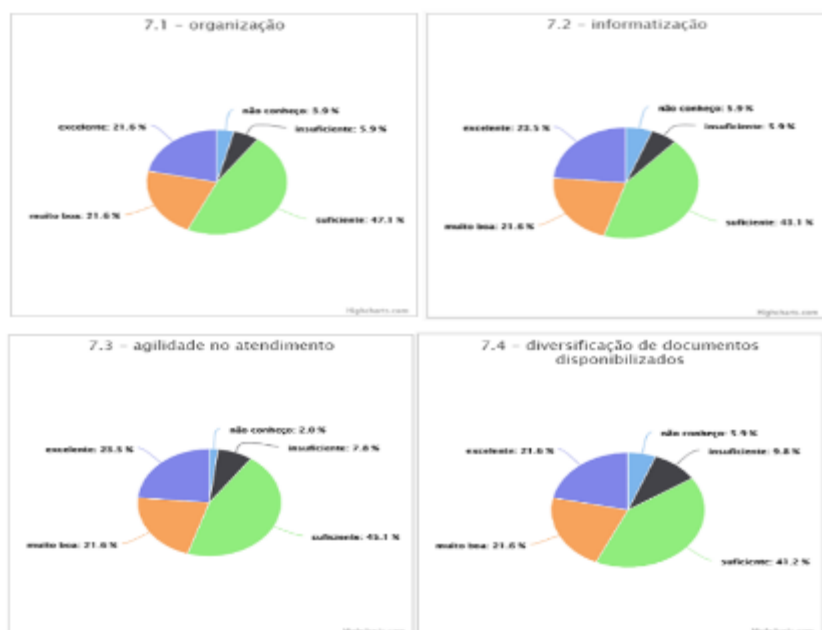 7.1 - organização
não conheço: 3.9 %
excelente: 21.6 %
insuficiente: 5.9 %
muito boa: 21.6 %
suficiente: 47.1 %
Highcharts.com
7.2 - informatização
não conheço: 5.9 %
excelente: 23.5 %
insuficiente: 5.9 %
suficiente: 43.1 %
muito boa: 21.6 %
Highcharts.com
7.3 - agilidade no atendimento
não conheço: 2.0 %
excelente: 23.5 %
insuficiente: 7.8 %
suficiente: 45.1 %
muito boa: 21.6 %
7.4 - diversificação de documentos
disponibilizados
não conheço: 5.9 %
excelente: 21.6 %
insuficiente: 9.8 %
muito boa: 21.6 %
suficiente: 41.2 %